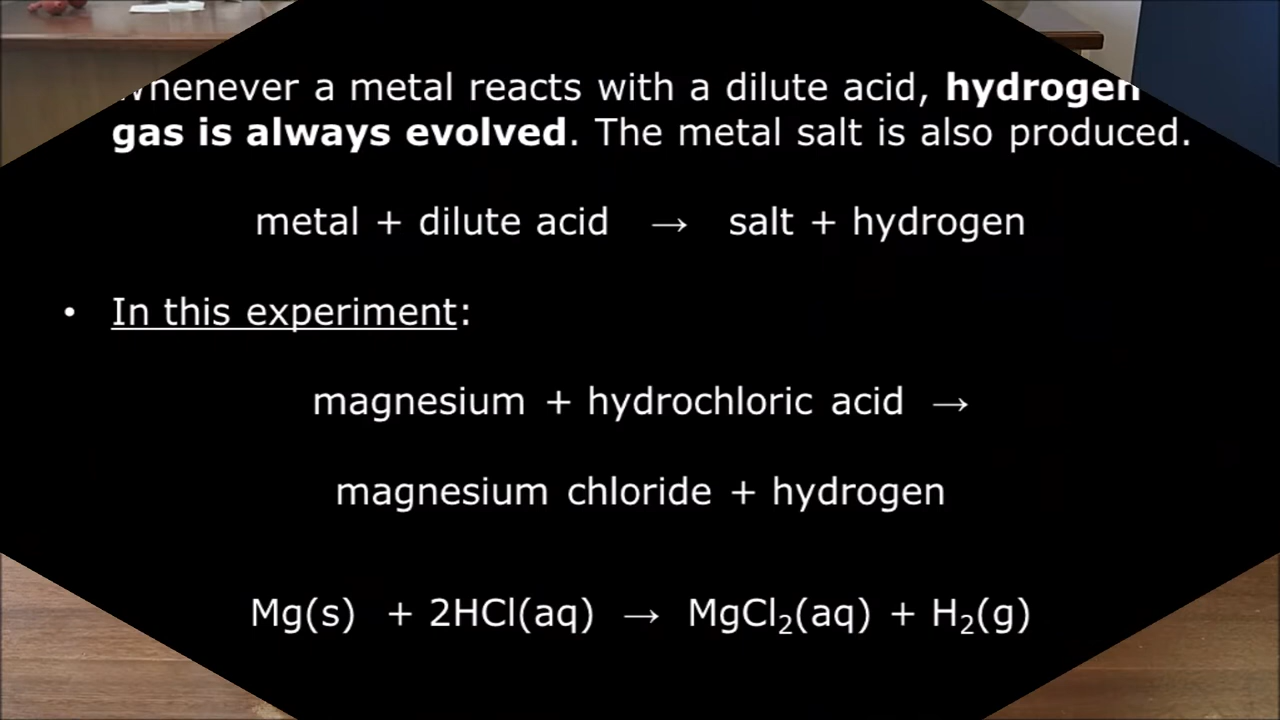 Whenever a metal reacts with a dilute acid, hydrogen
gas is always evolved. The metal salt is also produced.
metal + dilute acid → salt + hydrogen
• In this experiment:
magnesium + hydrochloric acid →
magnesium chloride + hydrogen
Mg(s) + 2HCl(aq) → MgCl₂(aq) + H₂(g)